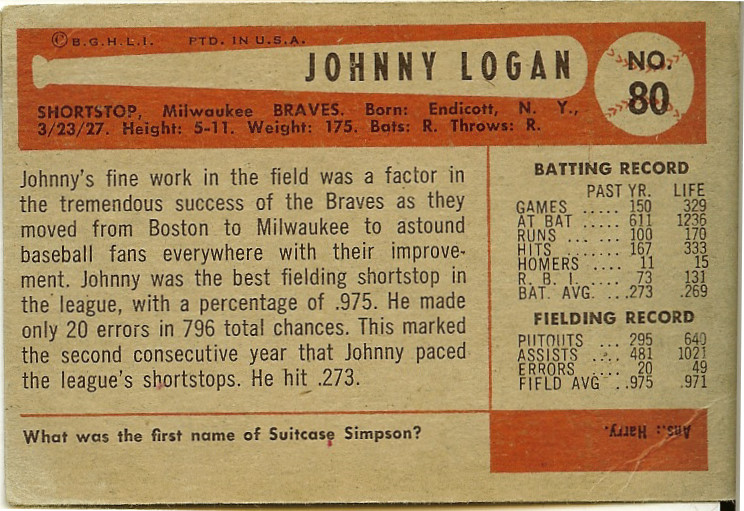 © B.G.H.L.I. PTD. IN U.S.A.
JOHNNY LOGAN
NO.
80
SHORTSTOP, Milwaukee BRAVES. Born: Endicott, N. Y.,
3/23/27. Height: 5-11. Weight: 175. Bats: R. Throws: R.
Johnny's fine work in the field was a factor in
the tremendous success of the Braves as they
moved from Boston to Milwaukee to astound
baseball fans everywhere with their improve-
ment. Johnny was the best fielding shortstop in
the league, with a percentage of .975. He made
only 20 errors in 796 total chances. This marked
the second consecutive year that Johnny paced
the league's shortstops. He hit .273.
BATTING RECORD
PAST YR. LIFE
GAMES ..... 150 329
AT BAT ..... 611 1236
RUNS ... ..... 100 170
HITS ... ..... 167 333
HOMERS .... 11 15
R. B. I. .... 73 131
BAT. AVG. ... .273 .269
FIELDING RECORD
PUTOUTS ... 295 640
ASSISTS ... 481 1021
ERRORS .... 20 49
FIELD AVG .. .975 .971
What was the first name of Suitcase Simpson?
Ans.: Harry.